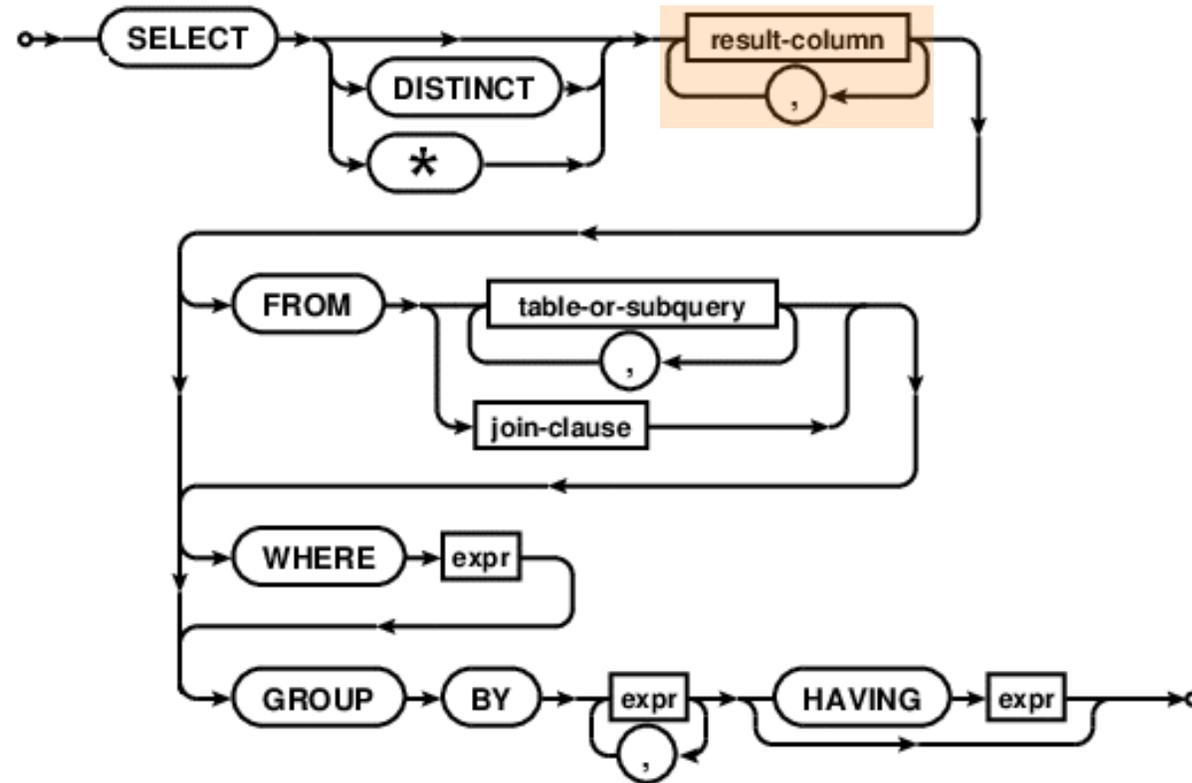 SELECT result-column
DISTINCT ,
*
FROM table-or-subquery
,
join-clause
WHERE expr
GROUP BY expr HAVING expr
,